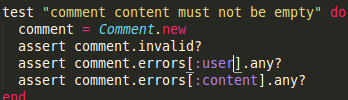 test "comment content must not be empty" do
  comment = Comment.new
  assert comment.invalid?
  assert comment.errors[:user].any?
  assert comment.errors[:content].any?
end